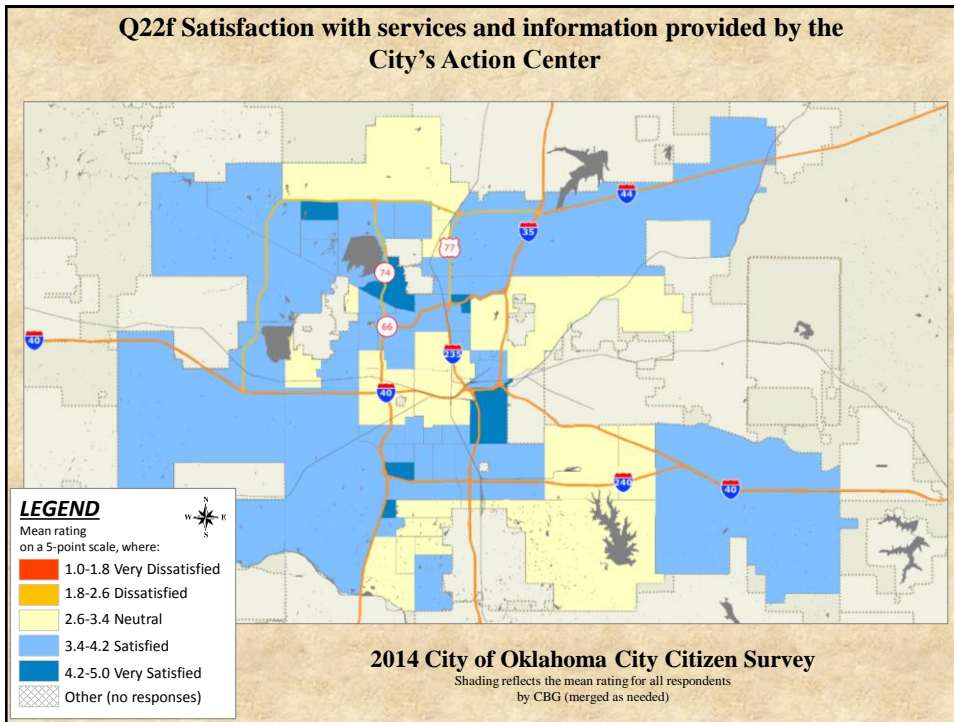 Q22f Satisfaction with services and information provided by the
City’s Action Center
44
35
77
74
66
40
235
40
240
40
LEGEND
N
W E
S
Mean rating
on a 5-point scale, where:
1.0-1.8 Very Dissatisfied
1.8-2.6 Dissatisfied
2.6-3.4 Neutral
3.4-4.2 Satisfied
4.2-5.0 Very Satisfied
Other (no responses)
2014 City of Oklahoma City Citizen Survey
Shading reflects the mean rating for all respondents
by CBG (merged as needed)